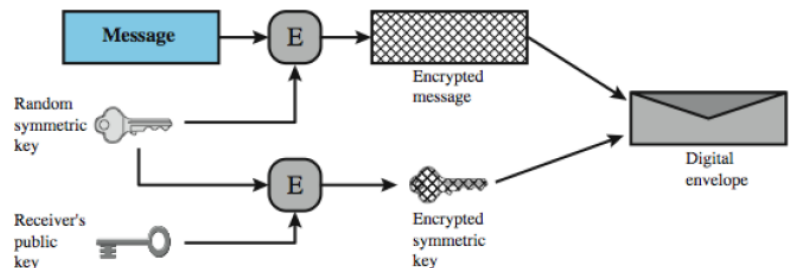 Message
E
Encrypted
message
Random
symmetric
key
Digital
envelope
E
Receiver's
public
key
Encrypted
symmetric
key